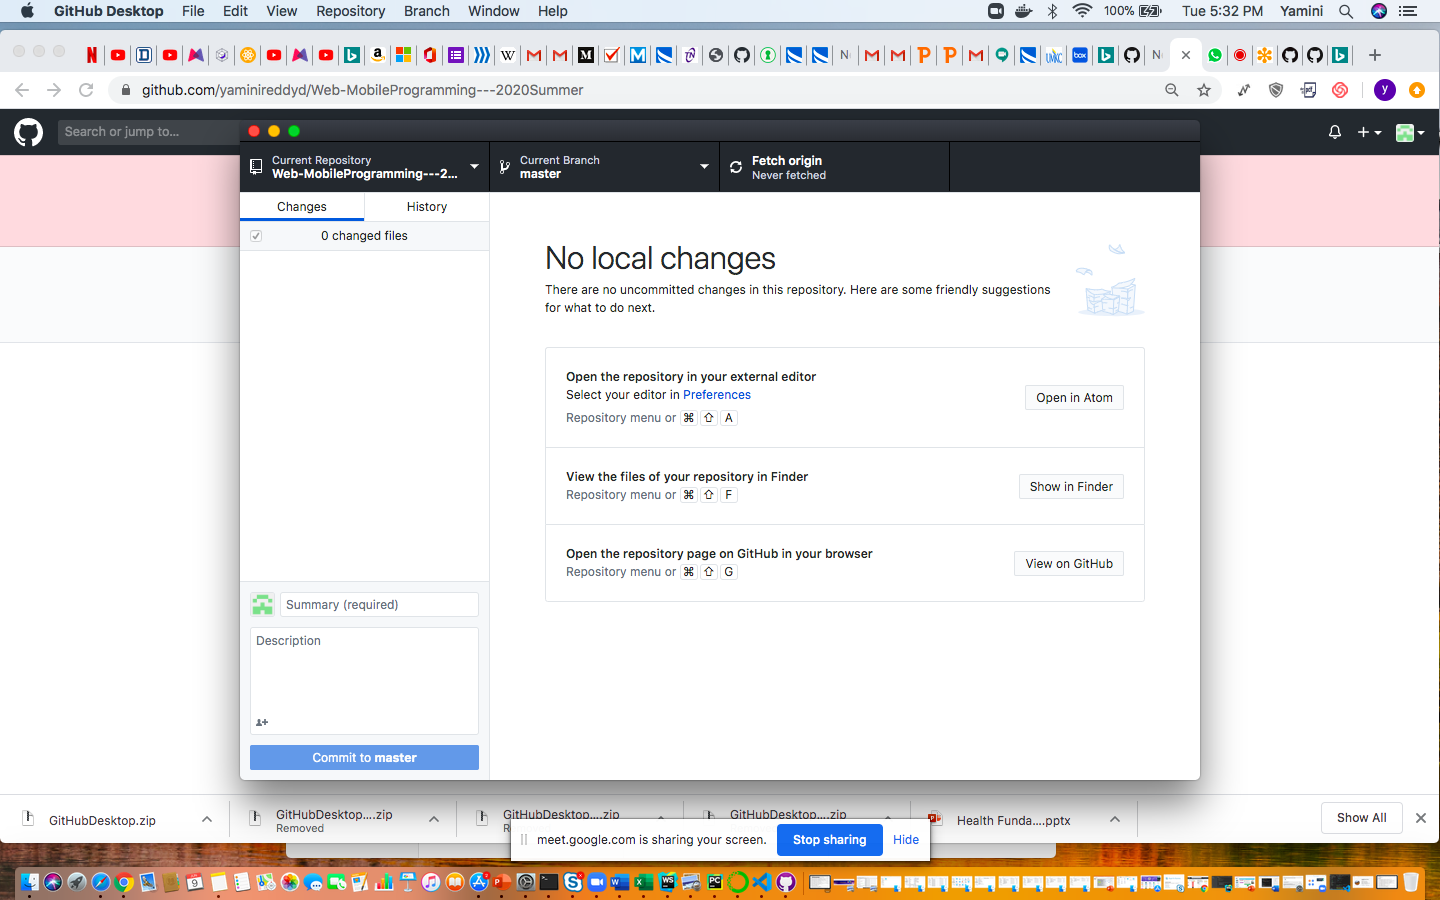 GitHub Desktop File Edit View Repository Branch Window Help 100% Tue 5:32 PM Yamini
github.com/yaminireddyd/Web-MobileProgramming---2020Summer
Search or jump to...
Current Repository
Web-MobileProgramming---2...
Current Branch
master
Fetch origin
Never fetched
Changes History
0 changed files
No local changes
There are no uncommitted changes in this repository. Here are some friendly suggestions
for what to do next.
Open the repository in your external editor
Select your editor in Preferences
Repository menu or ⌘ ⇧ A
Open in Atom
View the files of your repository in Finder
Repository menu or ⌘ ⇧ F
Show in Finder
Open the repository page on GitHub in your browser
Repository menu or ⌘ ⇧ G
View on GitHub
Summary (required)
Description
Commit to master
GitHubDesktop.zip
GitHubDesktop....zip
Removed
GitHubDesktop....zip
GitHubDesktop....zip
Health Funda....pptx
Show All
meet.google.com is sharing your screen. Stop sharing Hide